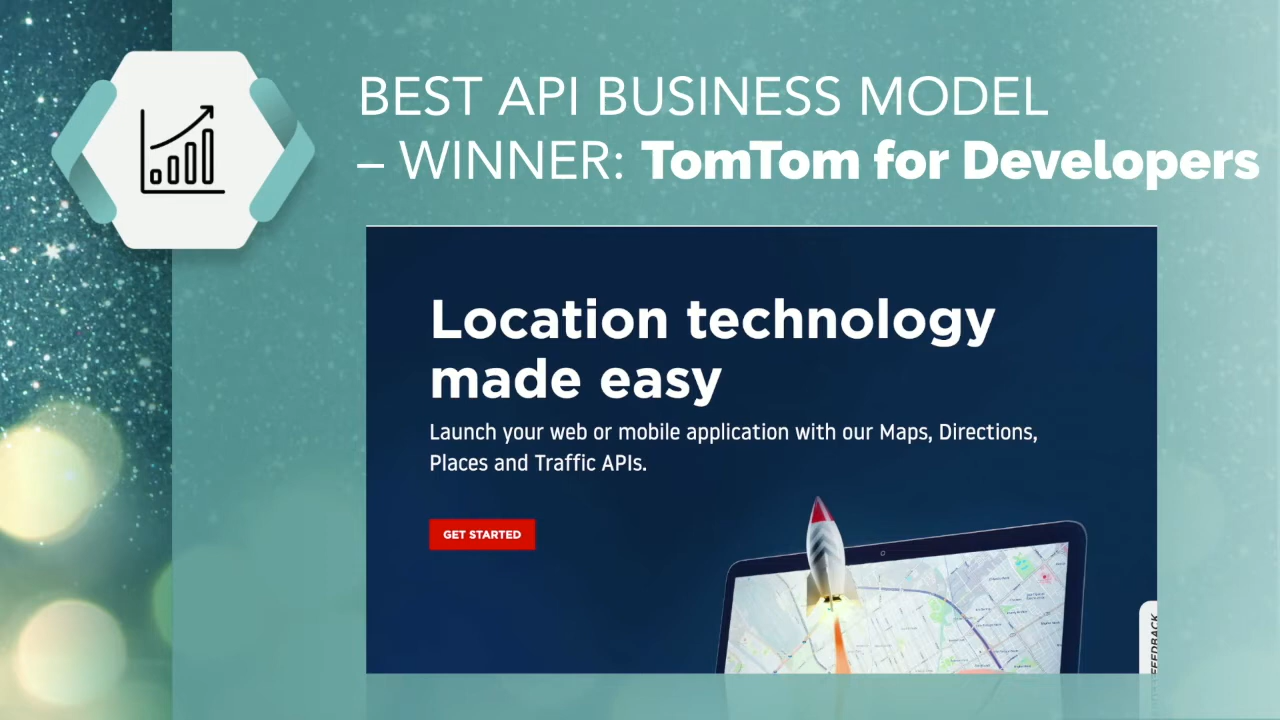 BEST API BUSINESS MODEL
– WINNER: TomTom for Developers
Location technology
made easy
Launch your web or mobile application with our Maps, Directions,
Places and Traffic APIs.
GET STARTED
FEEDBACK